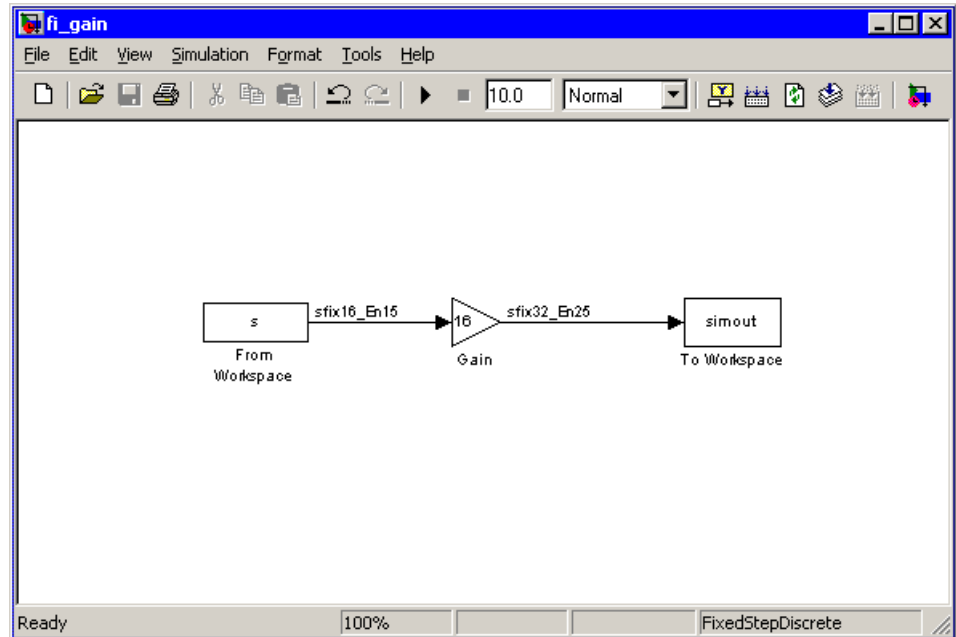 fi_gain
File Edit View Simulation Format Tools Help
10.0 Normal
s sfix16_En15 16 sfix32_En25 simout
From Workspace
Gain
To Workspace
Ready 100% FixedStepDiscrete